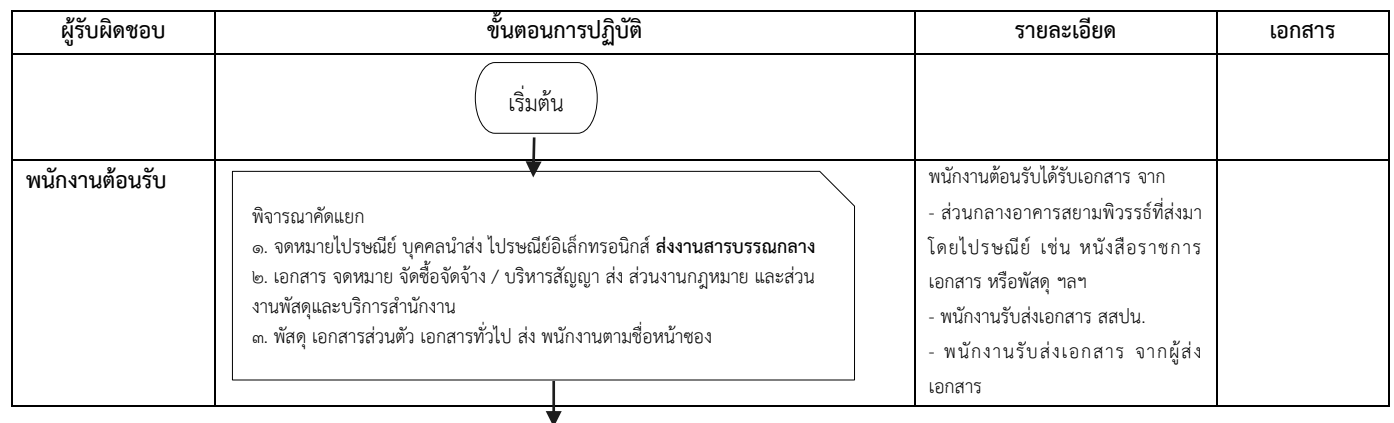 ผู้รับผิดชอบ ขั้นตอนการปฏิบัติ รายละเอียด เอกสาร
เริ่มต้น
พนักงานต้อนรับ
พิจารณาคัดแยก
๑. จดหมายไปรษณีย์ บุคคลนำส่ง ไปรษณีย์อิเล็กทรอนิกส์ ส่งงานสารบรรณกลาง
๒. เอกสาร จดหมาย จัดซื้อจัดจ้าง / บริหารสัญญา ส่ง ส่วนงานกฎหมาย และส่วน
งานพัสดุและบริการสำนักงาน
๓. พัสดุ เอกสารส่วนตัว เอกสารทั่วไป ส่ง พนักงานตามชื่อหน้าซอง
พนักงานต้อนรับได้รับเอกสาร จาก
- ส่วนกลางอาคารสยามพิวรรธ์ที่ส่งมา
โดยไปรษณีย์ เช่น หนังสือราชการ
เอกสาร หรือพัสดุ ฯลฯ
- พนักงานรับส่งเอกสาร สสปน.
- พนักงานรับส่งเอกสาร จากผู้ส่ง
เอกสาร